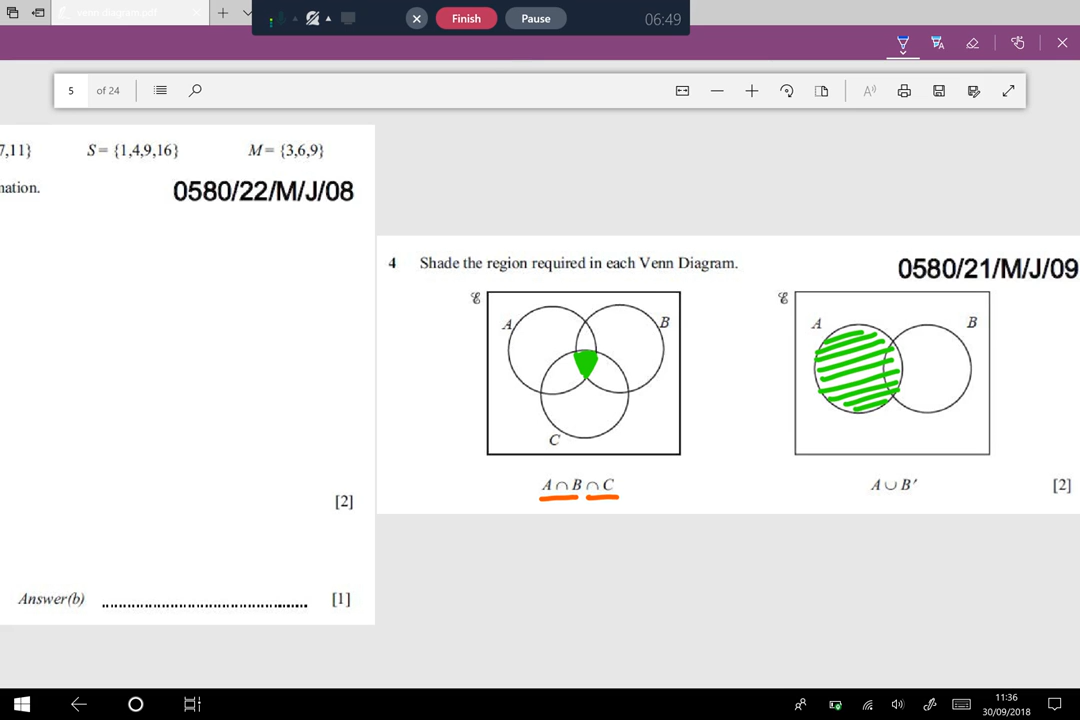 venn diagram.pdf
Finish
Pause
06:49
5
of 24
7,11}
S = {1,4,9,16}
M = {3,6,9}
nation.
0580/22/M/J/08
[2]
Answer(b)
[1]
4 Shade the region required in each Venn Diagram.
0580/21/M/J/09
ℰ
A
B
C
A ∩ B ∩ C
ℰ
A
B
A ∪ B′
[2]
11:36
30/09/2018